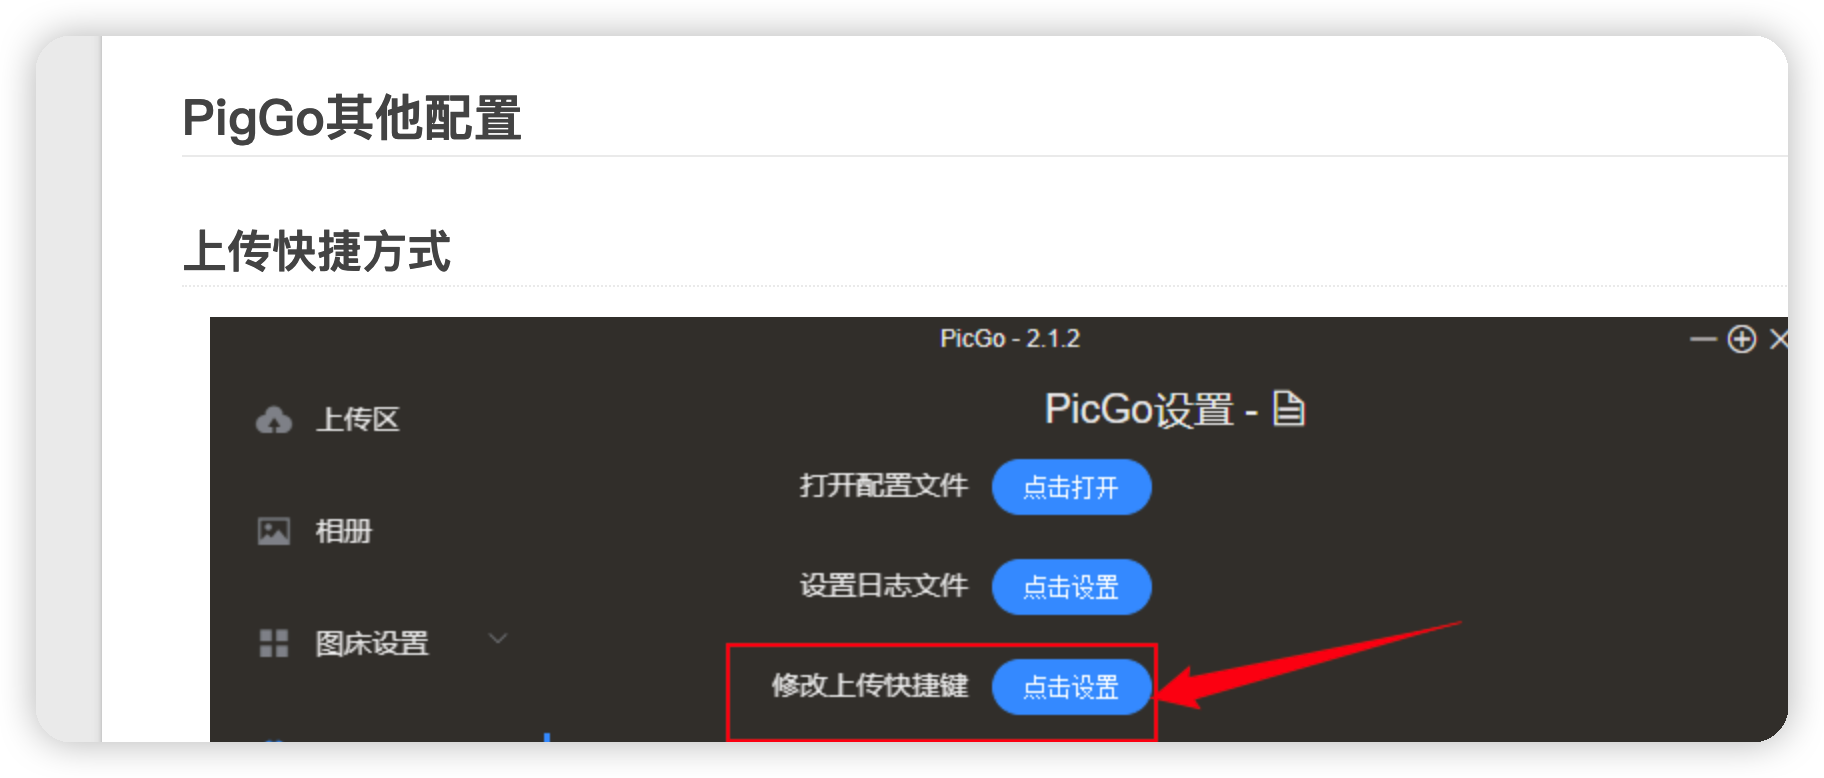 PigGo其他配置
上传快捷方式
PicGo - 2.1.2
PicGo设置 -
上传区
打开配置文件 点击打开
相册
设置日志文件 点击设置
图床设置
修改上传快捷键 点击设置